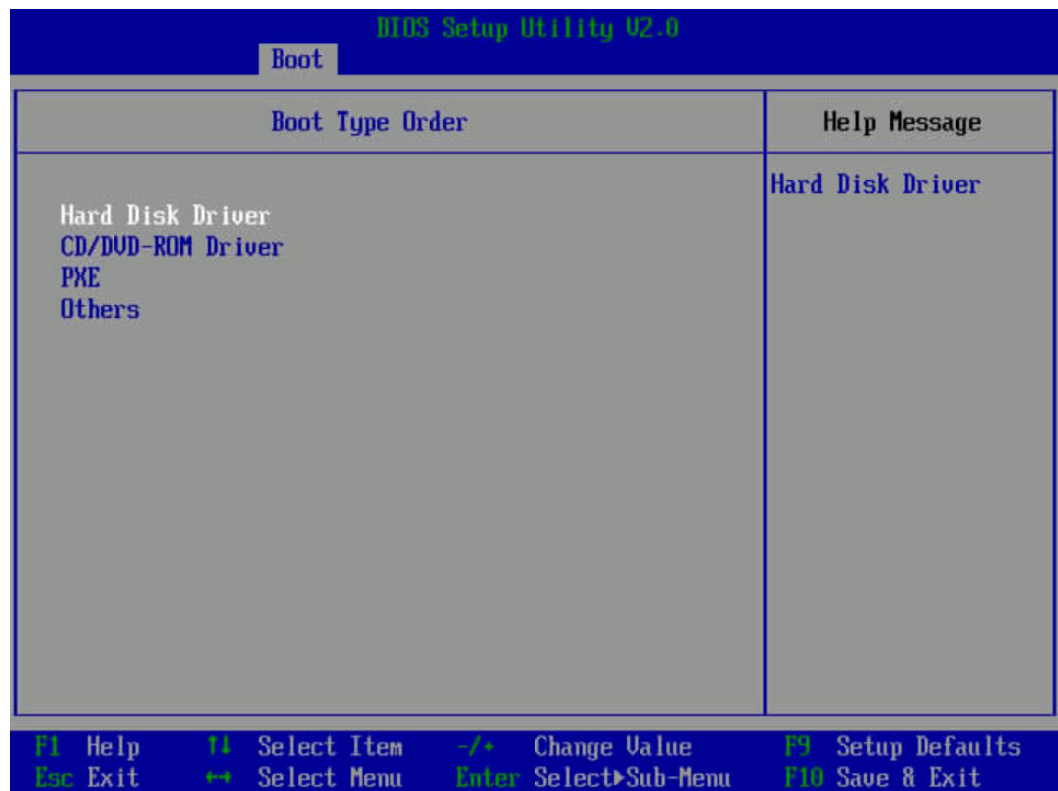 BIOS Setup Utility V2.0
Boot
Boot Type Order
Help Message
Hard Disk Driver
Hard Disk Driver
CD/DVD-ROM Driver
PXE
Others
F1 Help ↑↓ Select Item -/+ Change Value F9 Setup Defaults
Esc Exit ←→ Select Menu Enter Select▶Sub-Menu F10 Save & Exit